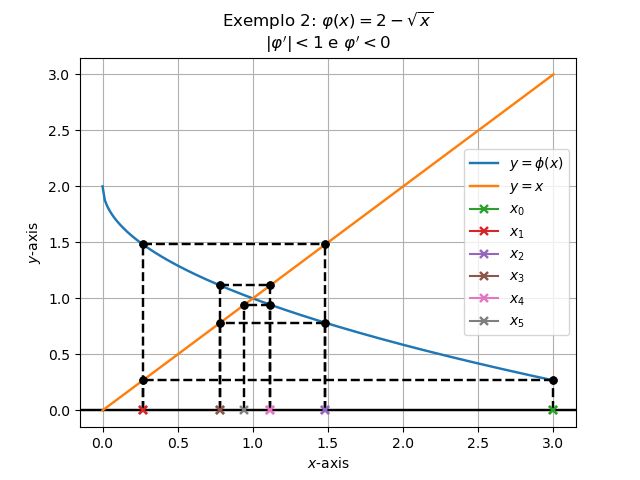 Exemplo 2: φ(x) = 2 − √x
|φ′| < 1 e φ′ < 0
y-axis
3.0
2.5
2.0
1.5
1.0
0.5
0.0
y = ϕ(x)
y = x
x₀
x₁
x₂
x₃
x₄
x₅
0.0 0.5 1.0 1.5 2.0 2.5 3.0
x-axis